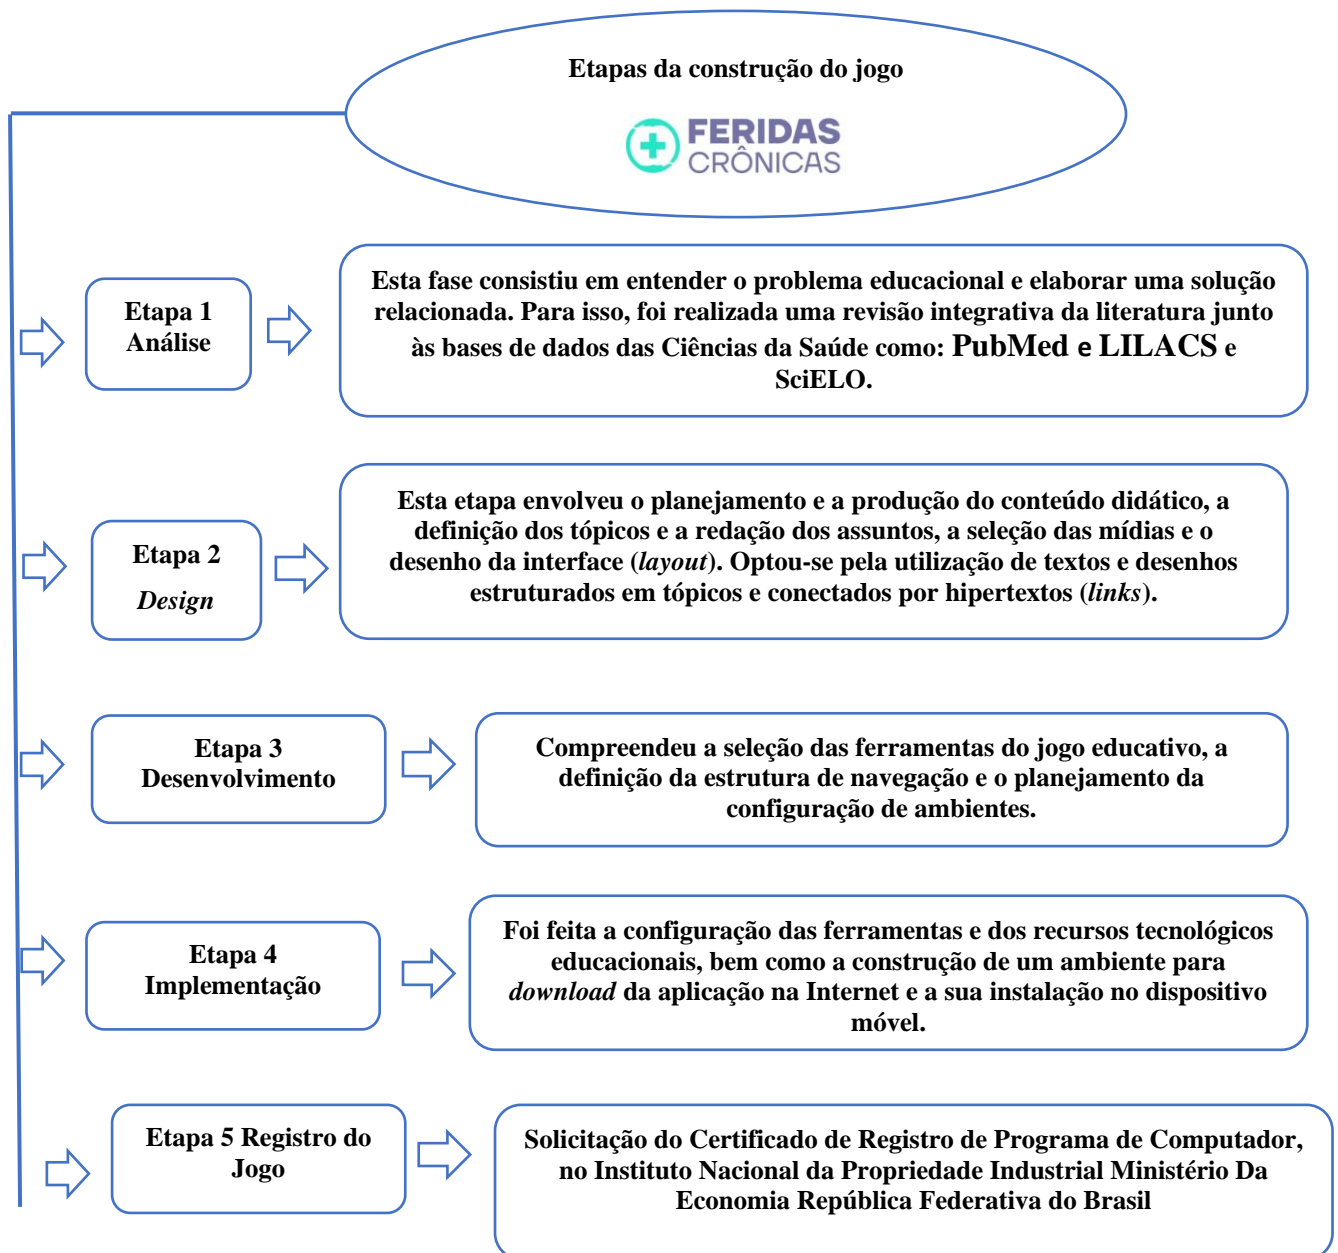 Etapas da construção do jogo
FERIDAS
CRÔNICAS
Etapa 1
Análise
Esta fase consistiu em entender o problema educacional e elaborar uma solução
relacionada. Para isso, foi realizada uma revisão integrativa da literatura junto
às bases de dados das Ciências da Saúde como: PubMed e LILACS e
SciELO.
Etapa 2
Design
Esta etapa envolveu o planejamento e a produção do conteúdo didático, a
definição dos tópicos e a redação dos assuntos, a seleção das mídias e o
desenho da interface (layout). Optou-se pela utilização de textos e desenhos
estruturados em tópicos e conectados por hipertextos (links).
Etapa 3
Desenvolvimento
Compreendeu a seleção das ferramentas do jogo educativo, a
definição da estrutura de navegação e o planejamento da
configuração de ambientes.
Etapa 4
Implementação
Foi feita a configuração das ferramentas e dos recursos tecnológicos
educacionais, bem como a construção de um ambiente para
download da aplicação na Internet e a sua instalação no dispositivo
móvel.
Etapa 5 Registro do
Jogo
Solicitação do Certificado de Registro de Programa de Computador,
no Instituto Nacional da Propriedade Industrial Ministério Da
Economia República Federativa do Brasil